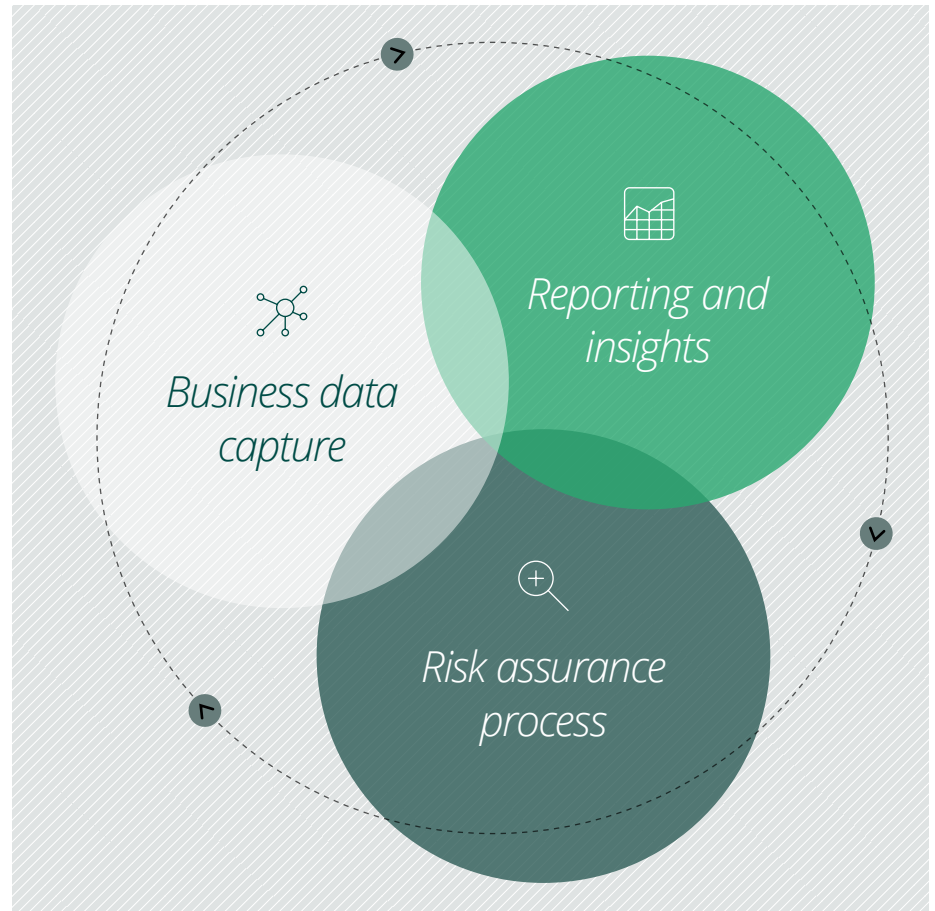 Reporting and
insights
Business data
capture
Risk assurance
process